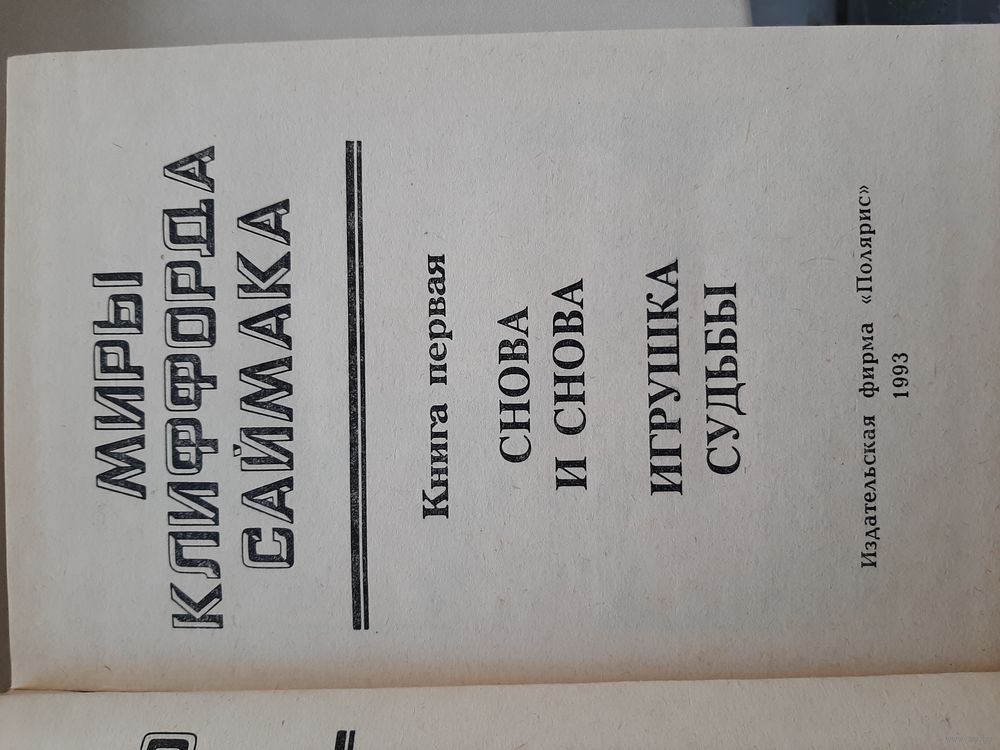 МИРЫ
КЛИФФОРДА
САЙМАКА
Книга первая
СНОВА
И СНОВА
ИГРУШКА
СУДЬБЫ
Издательская фирма «Полярис»
1993